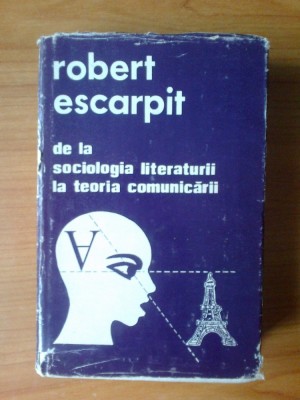 robert
escarpit
de la
sociologia literaturii
la teoria comunicării
∀